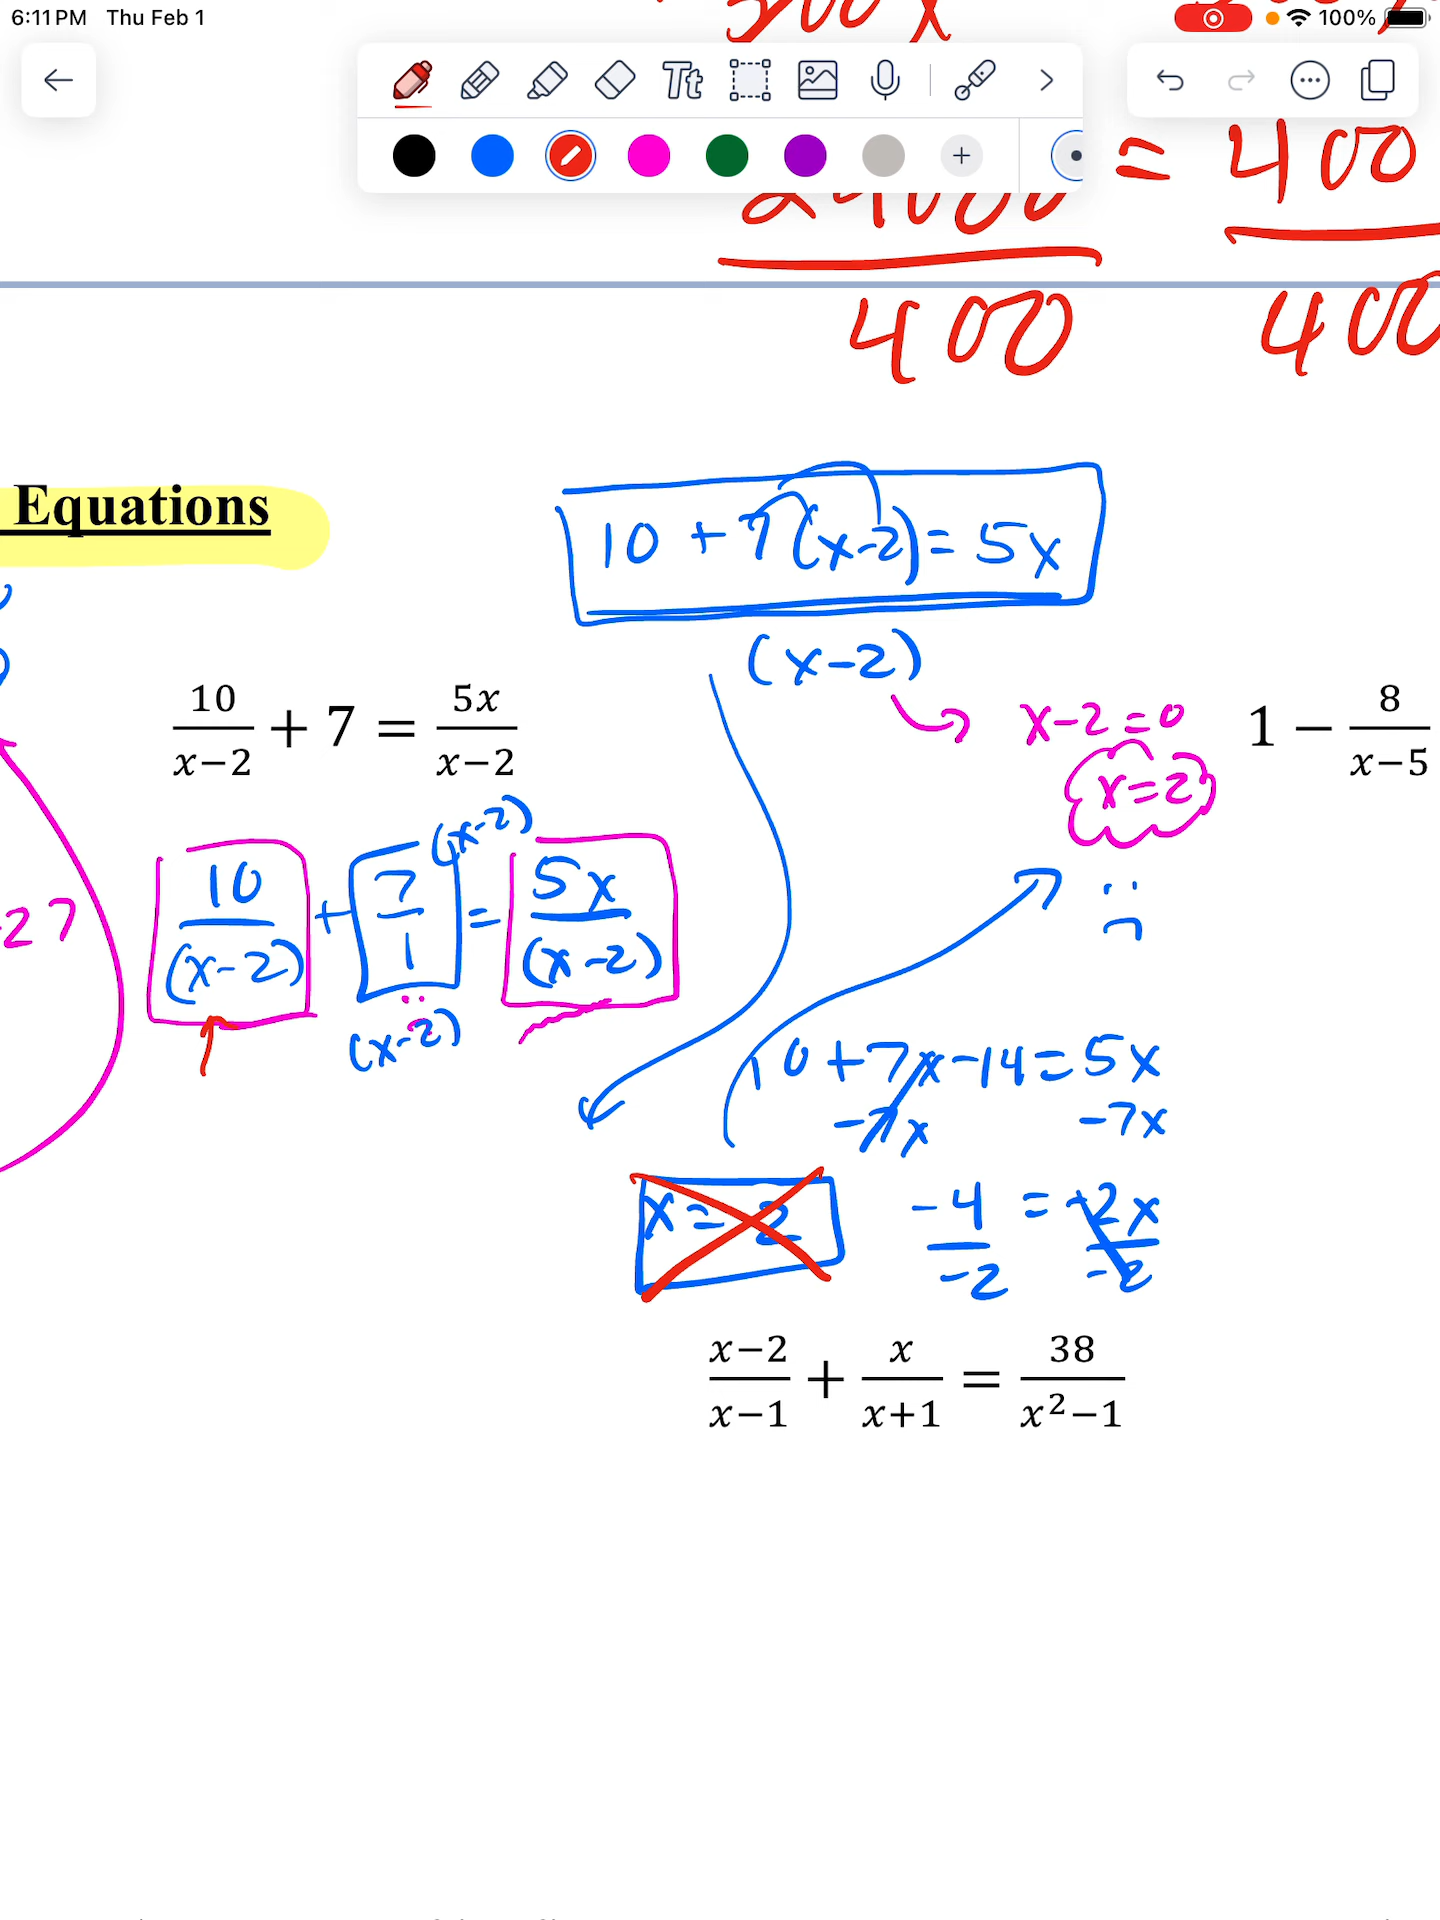 6:11 PM Thu Feb 1
100%
Tt
= 400
400
400
Equations
10 + 7(x-2) = 5x
(x-2)
10/(x−2) + 7 = 5x/(x−2)
x-2=0
x=2
1 − 8/(x−5)
(x-2)
10/(x-2) + 7/1 = 5x/(x-2)
(x-2)
27
10+7x-14=5x
-7x -7x
x = 2
-4 = -2x
-2 -2
(x−2)/(x−1) + x/(x+1) = 38/(x²−1)